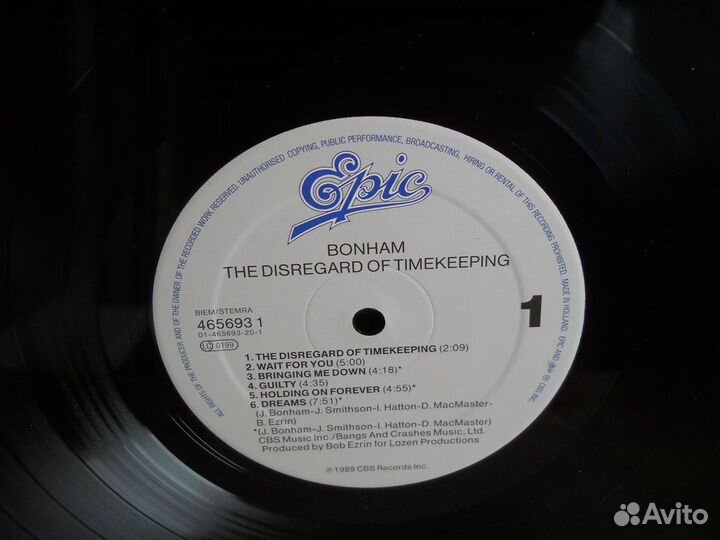 ALL RIGHTS OF THE PRODUCER AND OF THE OWNER OF THE RECORDED WORK RESERVED. UNAUTHORISED COPYING, PUBLIC PERFORMANCE, BROADCASTING, HIRING OR RENTAL OF THIS RECORDING PROHIBITED. MADE IN HOLLAND. EPIC AND
CBS INC.
Epic
BONHAM
THE DISREGARD OF TIMEKEEPING
BIEM/STEMRA
465693 1
01-465693-20-1
LC 0199
1
1. THE DISREGARD OF TIMEKEEPING (2:09)
2. WAIT FOR YOU (5:00)
3. BRINGING ME DOWN (4:18)*
4. GUILTY (4:35)
5. HOLDING ON FOREVER (4:55)*
6. DREAMS (7:51)*
(J. Bonham-J. Smithson-I. Hatton-D. MacMaster-
B. Ezrin)
*(J. Bonham-J. Smithson-I. Hatton-D. MacMaster)
CBS Music Inc./Bangs And Crashes Music, Ltd.
Produced by Bob Ezrin for Lozen Productions
℗ 1989 CBS Records Inc.
Avito